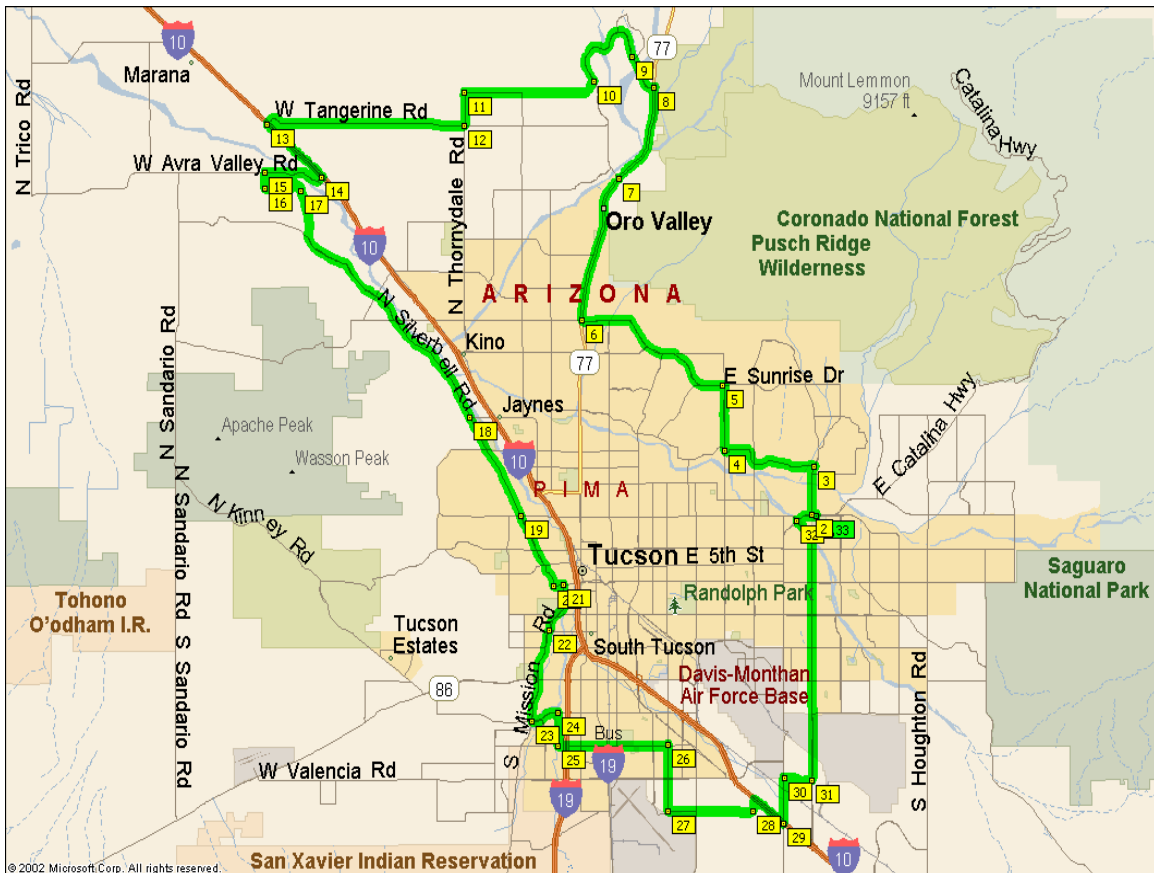 10
Marana
77
9
8
10
11
12
Mount Lemmon
9157 ft
Catalina Hwy
N Trico Rd
W Tangerine Rd
13
W Avra Valley Rd
14
15
16
17
7
Oro Valley
N Thornydale Rd
10
Coronado National Forest
Pusch Ridge
Wilderness
ARIZONA
N Silverbell Rd
6
Kino
77
E Sunrise Dr
5
N Sandario Rd
Jaynes
18
Apache Peak
Wasson Peak
10
4
3
E Catalina Hwy
PIMA
N Kinney Rd
N Sandario Rd
19
2
32
33
Tucson
E 5th St
Saguaro
National Park
Randolph Park
21
Tohono
O'odham I.R.
Tucson
Estates
22
South Tucson
S Mission Rd
86
Davis-Monthan
Air Force Base
S Houghton Rd
S Sandario Rd
23
24
25
Bus
19
26
W Valencia Rd
19
27
28
29
30
31
10
San Xavier Indian Reservation
© 2002 Microsoft Corp. All rights reserved.